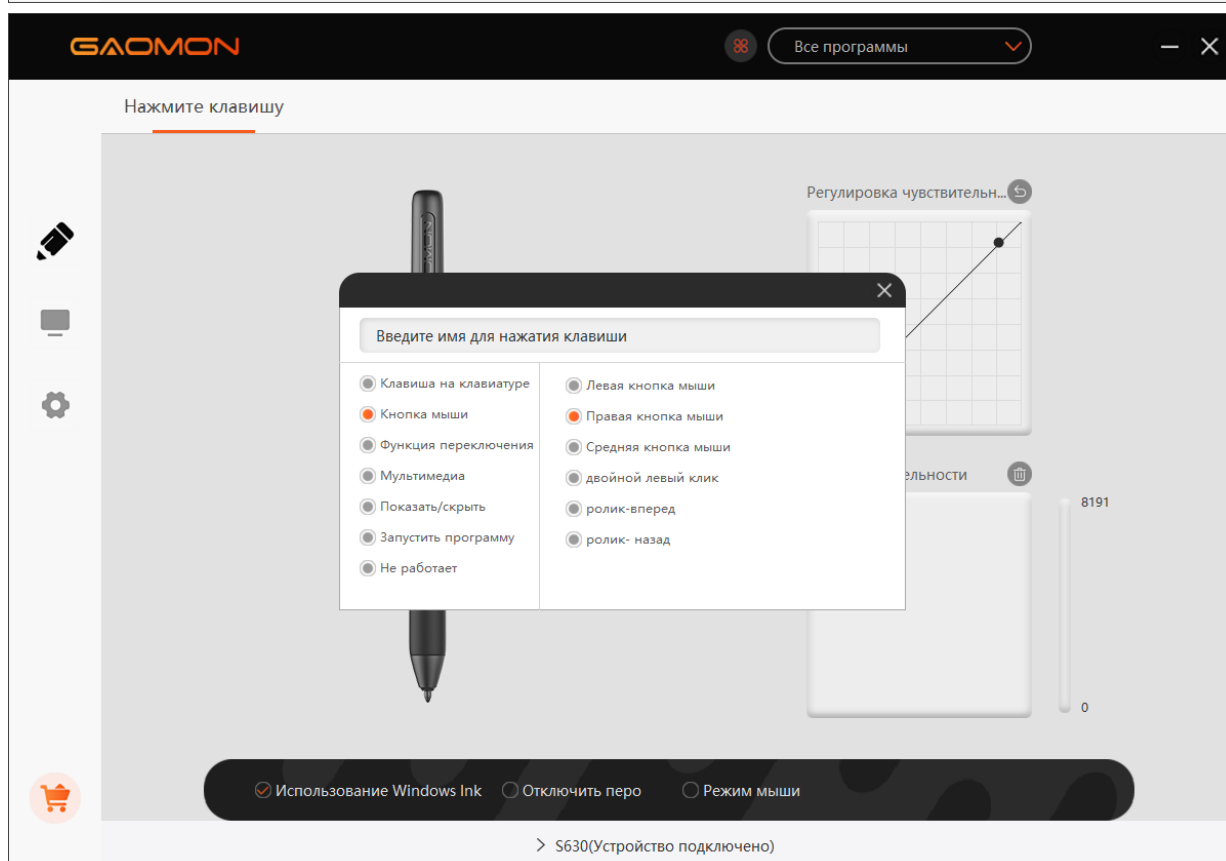 GAOMON
Все программы
Нажмите клавишу
Регулировка чувствительн...
Введите имя для нажатия клавиши
Клавиша на клавиатуре
Кнопка мыши
Функция переключения
Мультимедиа
Показать/скрыть
Запустить программу
Не работает
Левая кнопка мыши
Правая кнопка мыши
Средняя кнопка мыши
двойной левый клик
ролик-вперед
ролик- назад
ельности
8191
0
Использование Windows Ink
Отключить перо
Режим мыши
S630(Устройство подключено)